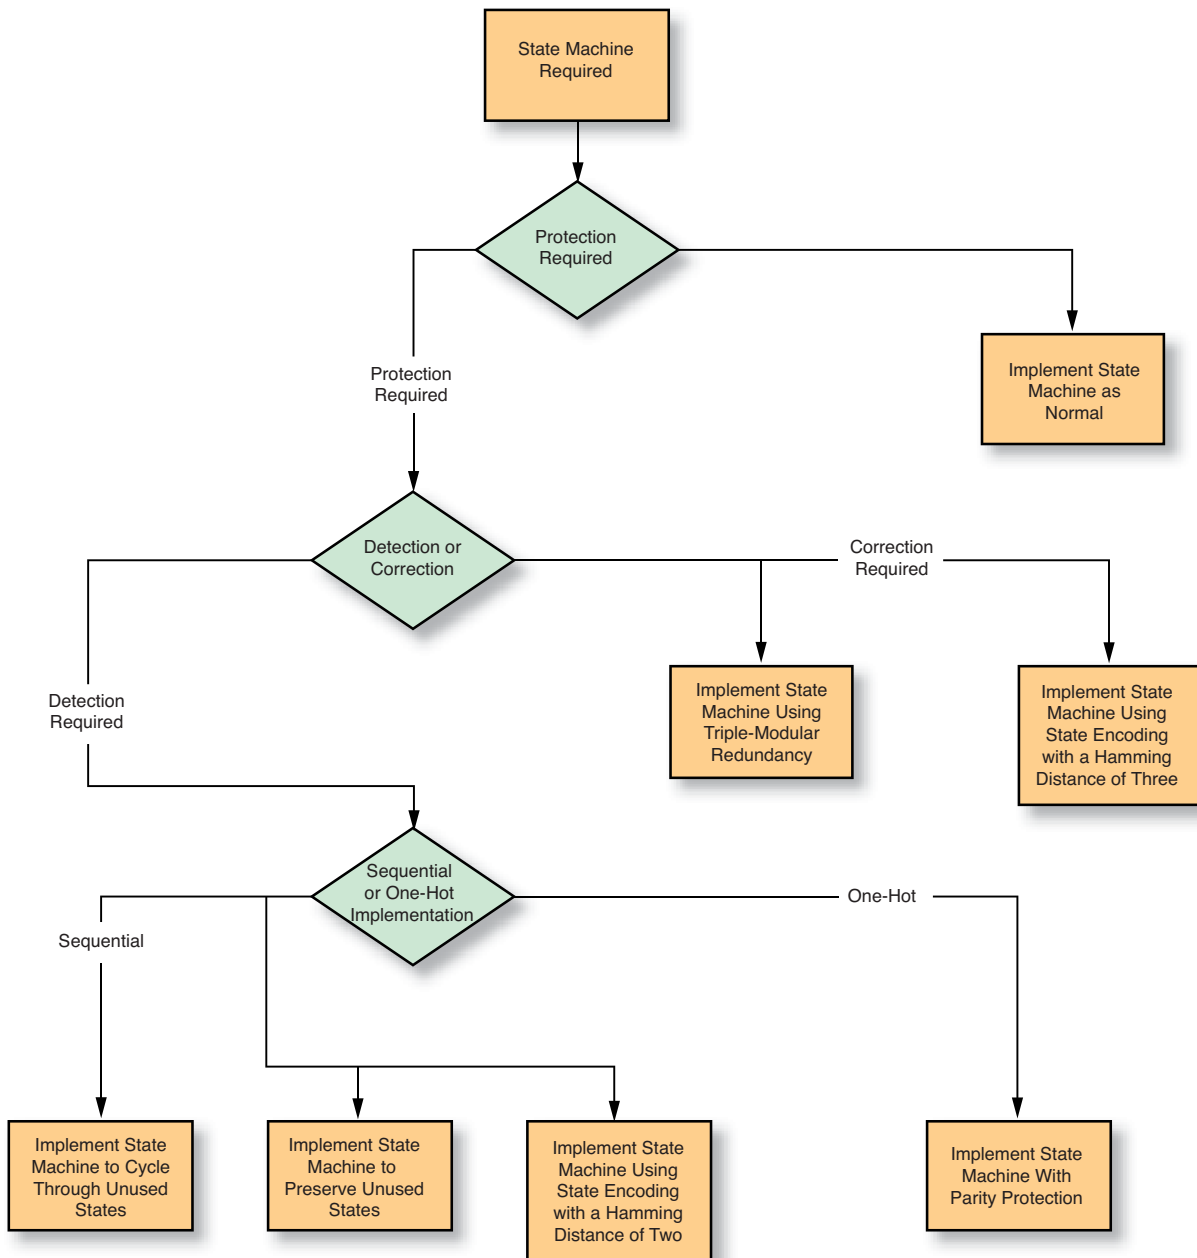 State Machine
Required
Protection
Required
Implement State
Machine as
Normal
Protection
Required
Detection or
Correction
Correction
Required
Detection
Required
Implement State
Machine Using
Triple-Modular
Redundancy
Implement State
Machine Using
State Encoding
with a Hamming
Distance of Three
Sequential
or One-Hot
Implementation
One-Hot
Sequential
Implement State
Machine to Cycle
Through Unused
States
Implement State
Machine to
Preserve Unused
States
Implement State
Machine Using
State Encoding
with a Hamming
Distance of Two
Implement State
Machine With
Parity Protection